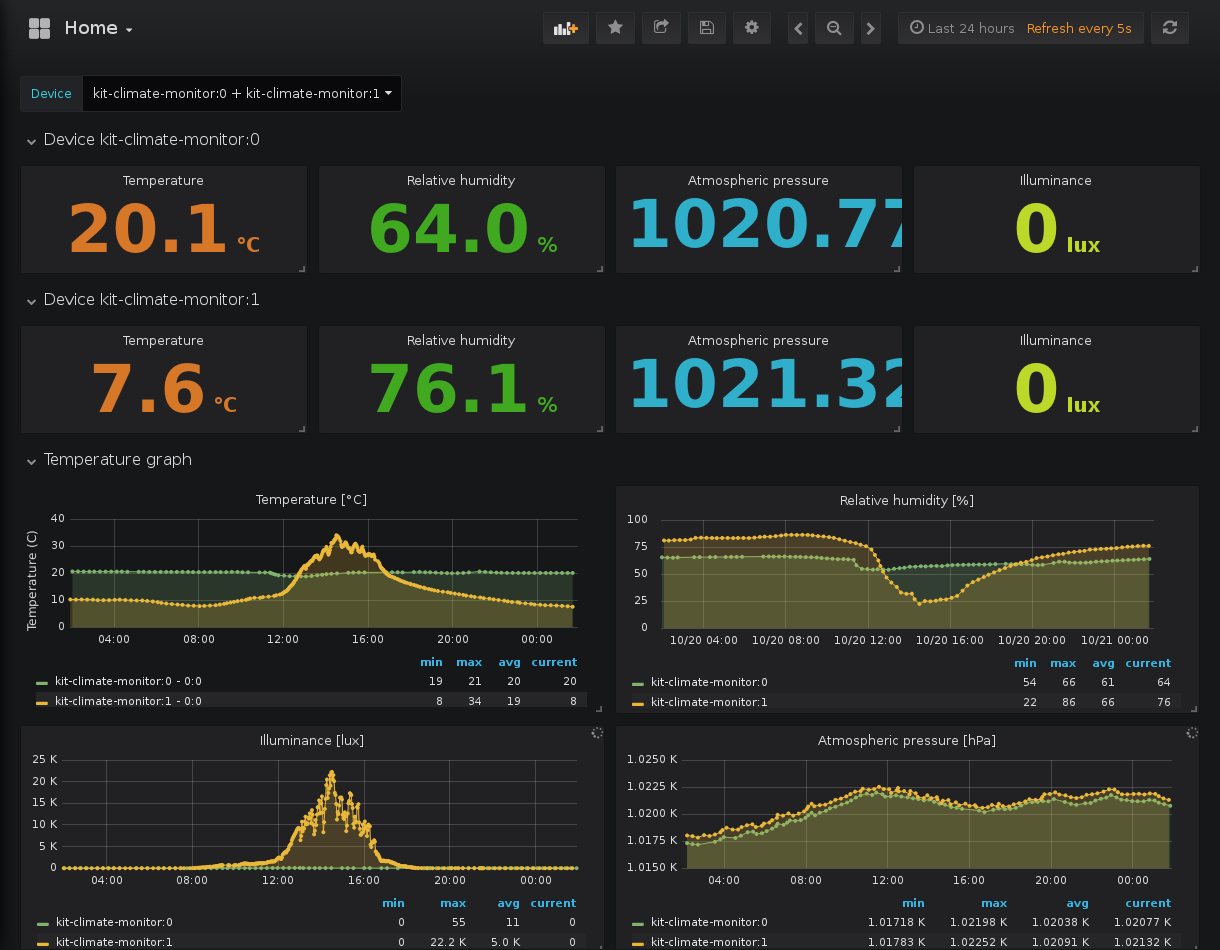 Home
Last 24 hours Refresh every 5s
Device kit-climate-monitor:0 + kit-climate-monitor:1
Device kit-climate-monitor:0
Temperature Relative humidity Atmospheric pressure Illuminance
20.1 °C 64.0 % 1020.77 0 lux
Device kit-climate-monitor:1
Temperature Relative humidity Atmospheric pressure Illuminance
7.6 °C 76.1 % 1021.32 0 lux
Temperature graph
Temperature [°C]
Temperature (C)
40
30
20
10
0
04:00 08:00 12:00 16:00 20:00 00:00
min max avg current
kit-climate-monitor:0 - 0:0 19 21 20 20
kit-climate-monitor:1 - 0:0 8 34 19 8
Relative humidity [%]
100
75
50
25
0
10/20 04:00 10/20 08:00 10/20 12:00 10/20 16:00 10/20 20:00 10/21 00:00
min max avg current
kit-climate-monitor:0 54 66 61 64
kit-climate-monitor:1 22 86 66 76
Illuminance [lux]
25 K
20 K
15 K
10 K
5 K
0
04:00 08:00 12:00 16:00 20:00 00:00
min max avg current
kit-climate-monitor:0 0 55 11 0
kit-climate-monitor:1 0 22.2 K 5.0 K 0
Atmospheric pressure [hPa]
1.0250 K
1.0225 K
1.0200 K
1.0175 K
1.0150 K
04:00 08:00 12:00 16:00 20:00 00:00
min max avg current
kit-climate-monitor:0 1.01718 K 1.02198 K 1.02038 K 1.02077 K
kit-climate-monitor:1 1.01783 K 1.02252 K 1.02091 K 1.02132 K